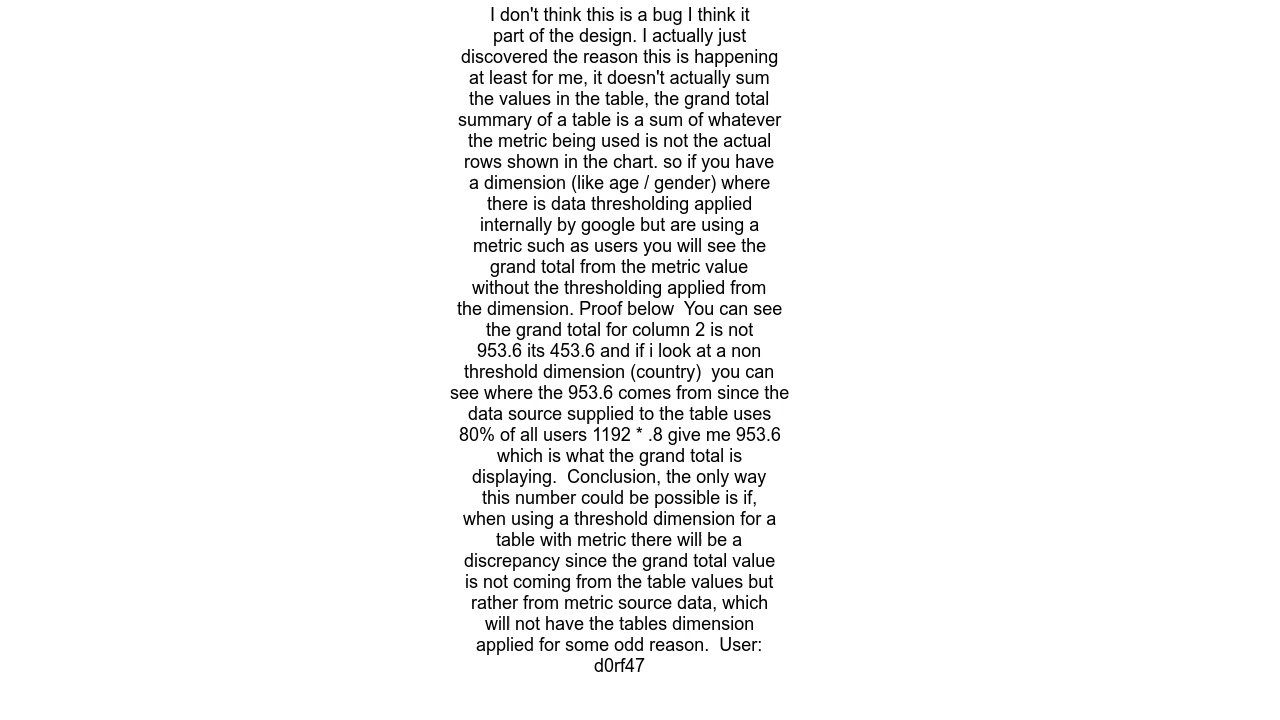 I don't think this is a bug I think it
part of the design. I actually just
discovered the reason this is happening
at least for me, it doesn't actually sum
the values in the table, the grand total
summary of a table is a sum of whatever
the metric being used is not the actual
rows shown in the chart. so if you have
a dimension (like age / gender) where
there is data thresholding applied
internally by google but are using a
metric such as users you will see the
grand total from the metric value
without the thresholding applied from
the dimension. Proof below  You can see
the grand total for column 2 is not
953.6 its 453.6 and if i look at a non
threshold dimension (country)  you can
see where the 953.6 comes from since the
data source supplied to the table uses
80% of all users 1192 * .8 give me 953.6
which is what the grand total is
displaying.  Conclusion, the only way
this number could be possible is if,
when using a threshold dimension for a
table with metric there will be a
discrepancy since the grand total value
is not coming from the table values but
rather from metric source data, which
will not have the tables dimension
applied for some odd reason.  User:
d0rf47